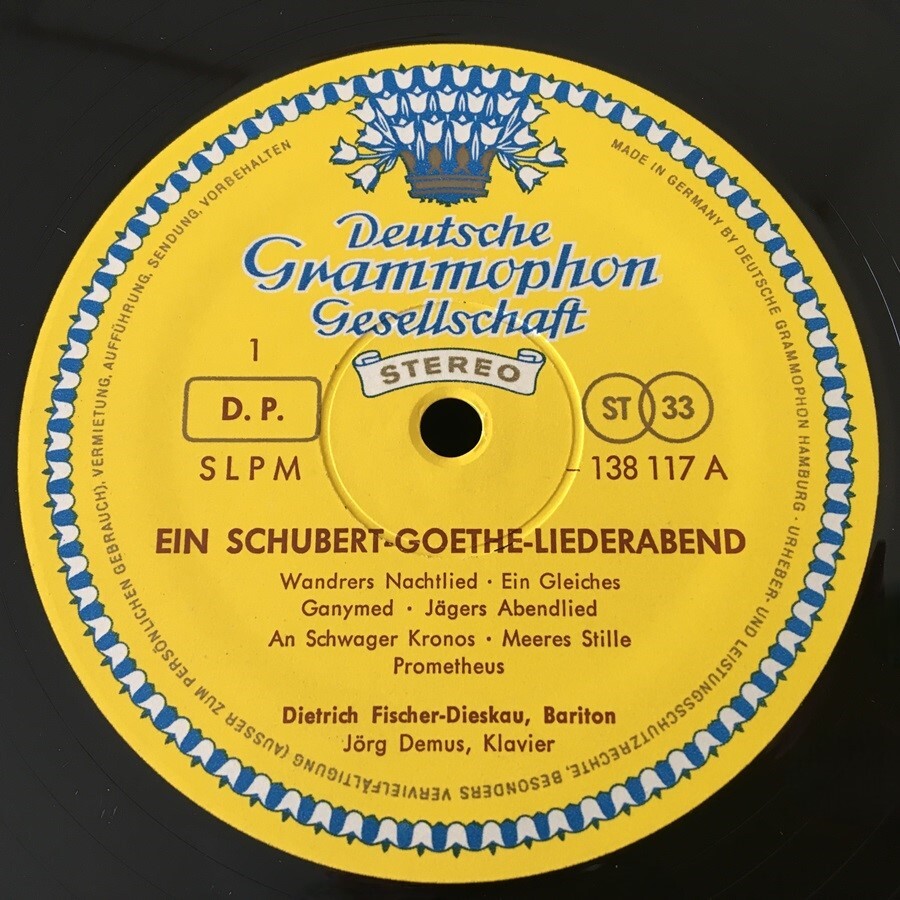 Deutsche
Grammophon
Gesellschaft
STEREO
1
D. P.
SLPM
ST 33
138 117 A
EIN SCHUBERT-GOETHE-LIEDERABEND
Wandrers Nachtlied · Ein Gleiches
Ganymed · Jägers Abendlied
An Schwager Kronos · Meeres Stille
Prometheus
Dietrich Fischer-Dieskau, Bariton
Jörg Demus, Klavier
MADE IN GERMANY BY DEUTSCHE GRAMMOPHON HAMBURG · URHEBER- UND LEISTUNGSSCHUTZRECHTE, BESONDERS VERVIELFÄLTIGUNG (AUSSER ZUM PERSÖNLICHEN GEBRAUCH), VERMIETUNG, AUFFÜHRUNG, SENDUNG, VORBEHALTEN